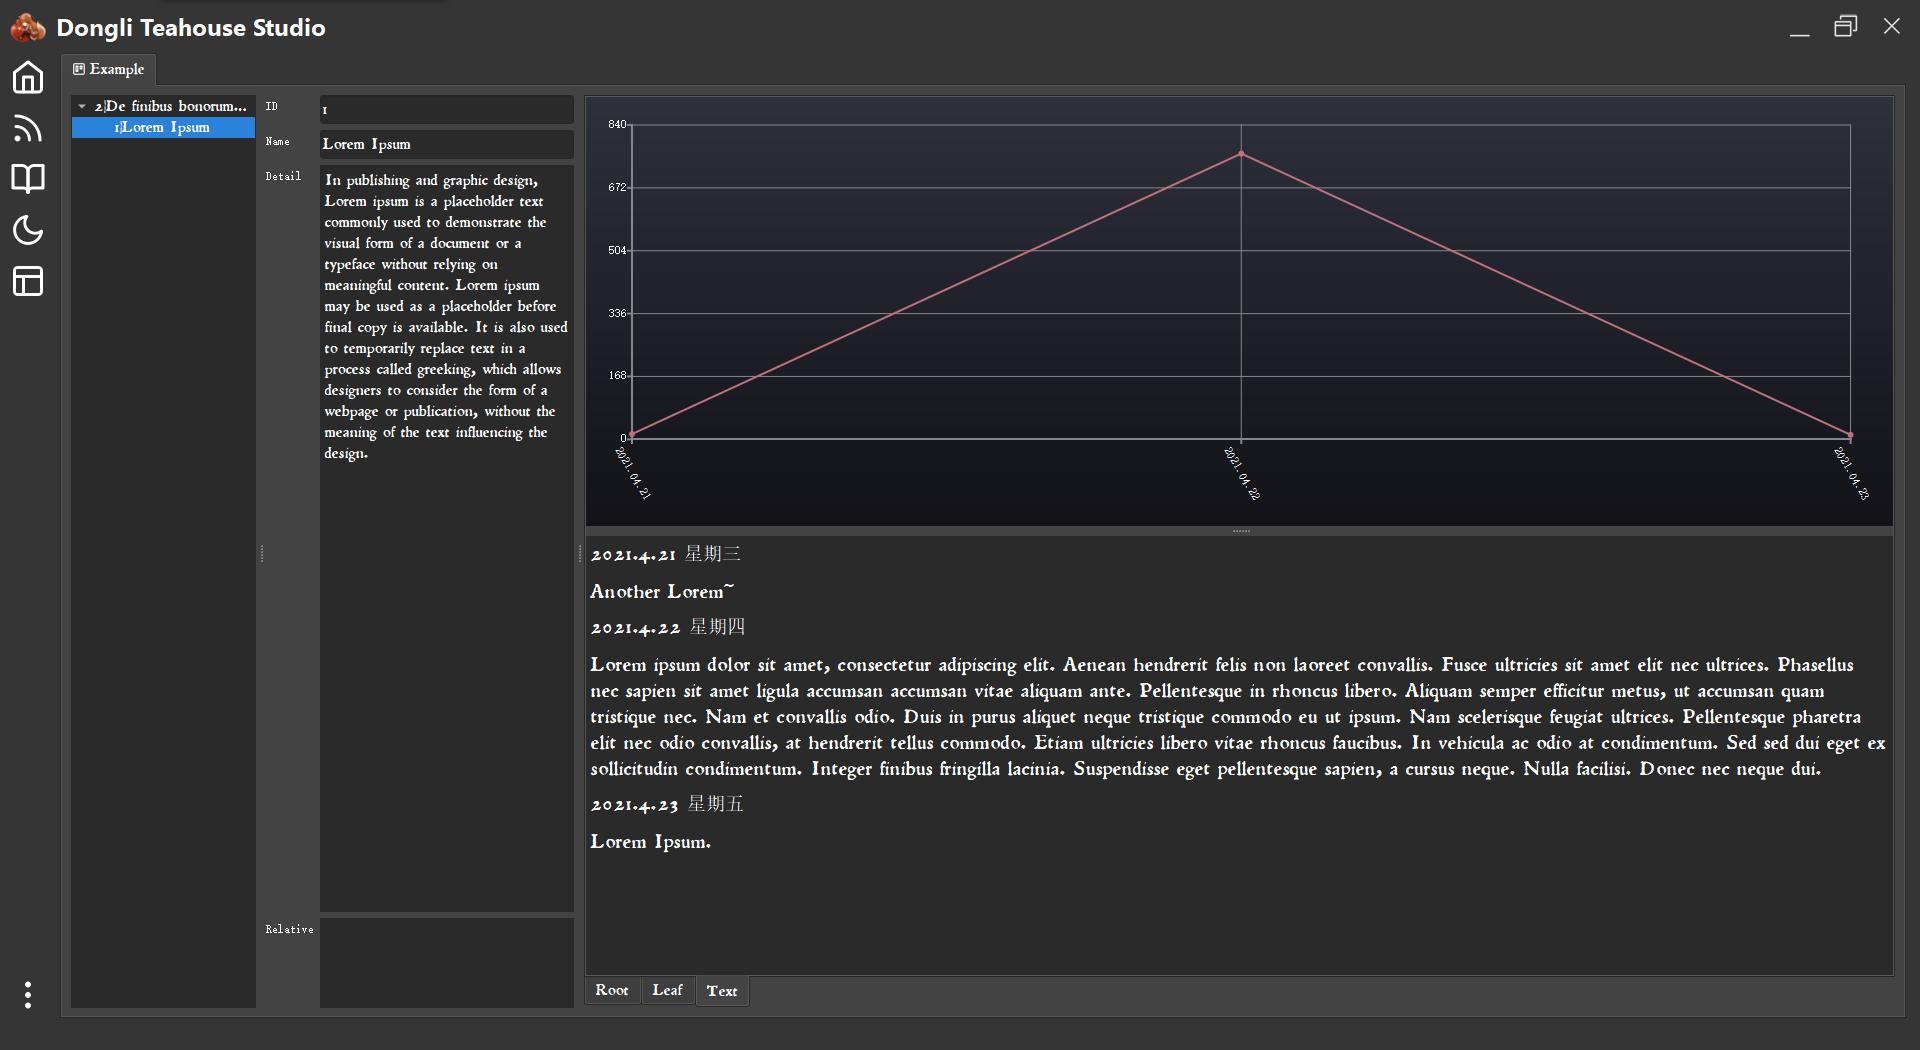 Dongli Teahouse Studio
Example
2|De finibus bonorum...
1|Lorem Ipsum
ID
1
Name
Lorem Ipsum
Detail
In publishing and graphic design,
Lorem ipsum is a placeholder text
commonly used to demonstrate the
visual form of a document or a
typeface without relying on
meaningful content. Lorem ipsum
may be used as a placeholder before
final copy is available. It is also used
to temporarily replace text in a
process called greeking, which allows
designers to consider the form of a
webpage or publication, without the
meaning of the text influencing the
design.
Relative
840
672
504
336
168
0
2021.04.21
2021.04.22
2021.04.23
2021.4.21 星期三
Another Lorem~
2021.4.22 星期四
Lorem ipsum dolor sit amet, consectetur adipiscing elit. Aenean hendrerit felis non laoreet convallis. Fusce ultricies sit amet elit nec ultrices. Phasellus
nec sapien sit amet ligula accumsan accumsan vitae aliquam ante. Pellentesque in rhoncus libero. Aliquam semper efficitur metus, ut accumsan quam
tristique nec. Nam et convallis odio. Duis in purus aliquet neque tristique commodo eu ut ipsum. Nam scelerisque feugiat ultrices. Pellentesque pharetra
elit nec odio convallis, at hendrerit tellus commodo. Etiam ultricies libero vitae rhoncus faucibus. In vehicula ac odio at condimentum. Sed sed dui eget ex
sollicitudin condimentum. Integer finibus fringilla lacinia. Suspendisse eget pellentesque sapien, a cursus neque. Nulla facilisi. Donec nec neque dui.
2021.4.23 星期五
Lorem Ipsum.
Root
Leaf
Text